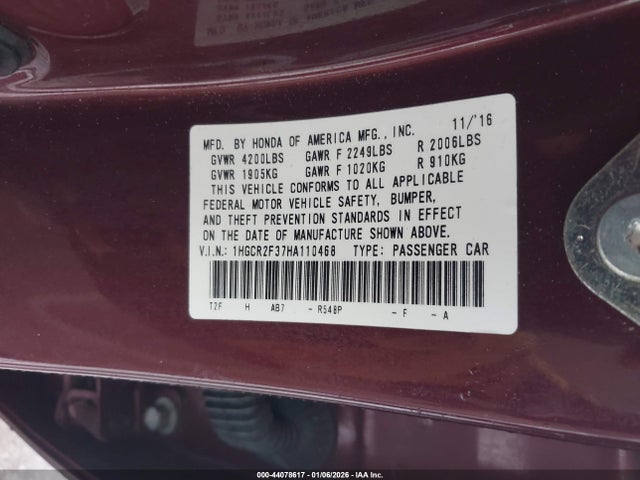 MFD. BY HONDA OF AMERICA MFG., INC. 11/'16
GVWR 4200LBS GAWR F 2249LBS R 2006LBS
GVWR 1905KG GAWR F 1020KG R 910KG
THIS VEHICLE CONFORMS TO ALL APPLICABLE
FEDERAL MOTOR VEHICLE SAFETY, BUMPER,
AND THEFT PREVENTION STANDARDS IN EFFECT
ON THE DATE OF MANUFACTURE SHOWN ABOVE.
V.I.N.: 1HGCR2F37HA110468 TYPE: PASSENGER CAR
T2F H AB7 - R548P - F - A
000-44078617 | 01/06/2026 | IAA Inc.